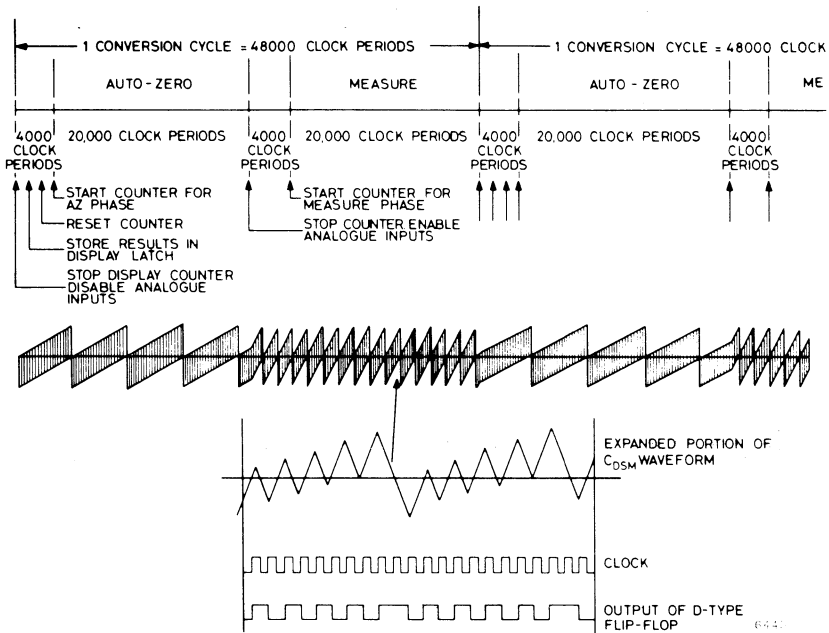 1 CONVERSION CYCLE = 48000 CLOCK PERIODS
1 CONVERSION CYCLE = 48000 CLOCK
AUTO-ZERO
MEASURE
AUTO-ZERO
ME
4000
CLOCK
PERIODS
20,000 CLOCK PERIODS
4000
CLOCK
PERIODS
20,000 CLOCK PERIODS
4000
CLOCK
PERIODS
20,000 CLOCK PERIODS
4000
CLOCK
PERIODS
START COUNTER FOR
AZ PHASE
RESET COUNTER
STORE RESULTS IN
DISPLAY LATCH
STOP DISPLAY COUNTER
DISABLE ANALOGUE
INPUTS
START COUNTER FOR
MEASURE PHASE
STOP COUNTER ENABLE
ANALOGUE INPUTS
EXPANDED PORTION OF
CDSM WAVEFORM
CLOCK
OUTPUT OF D-TYPE
FLIP-FLOP